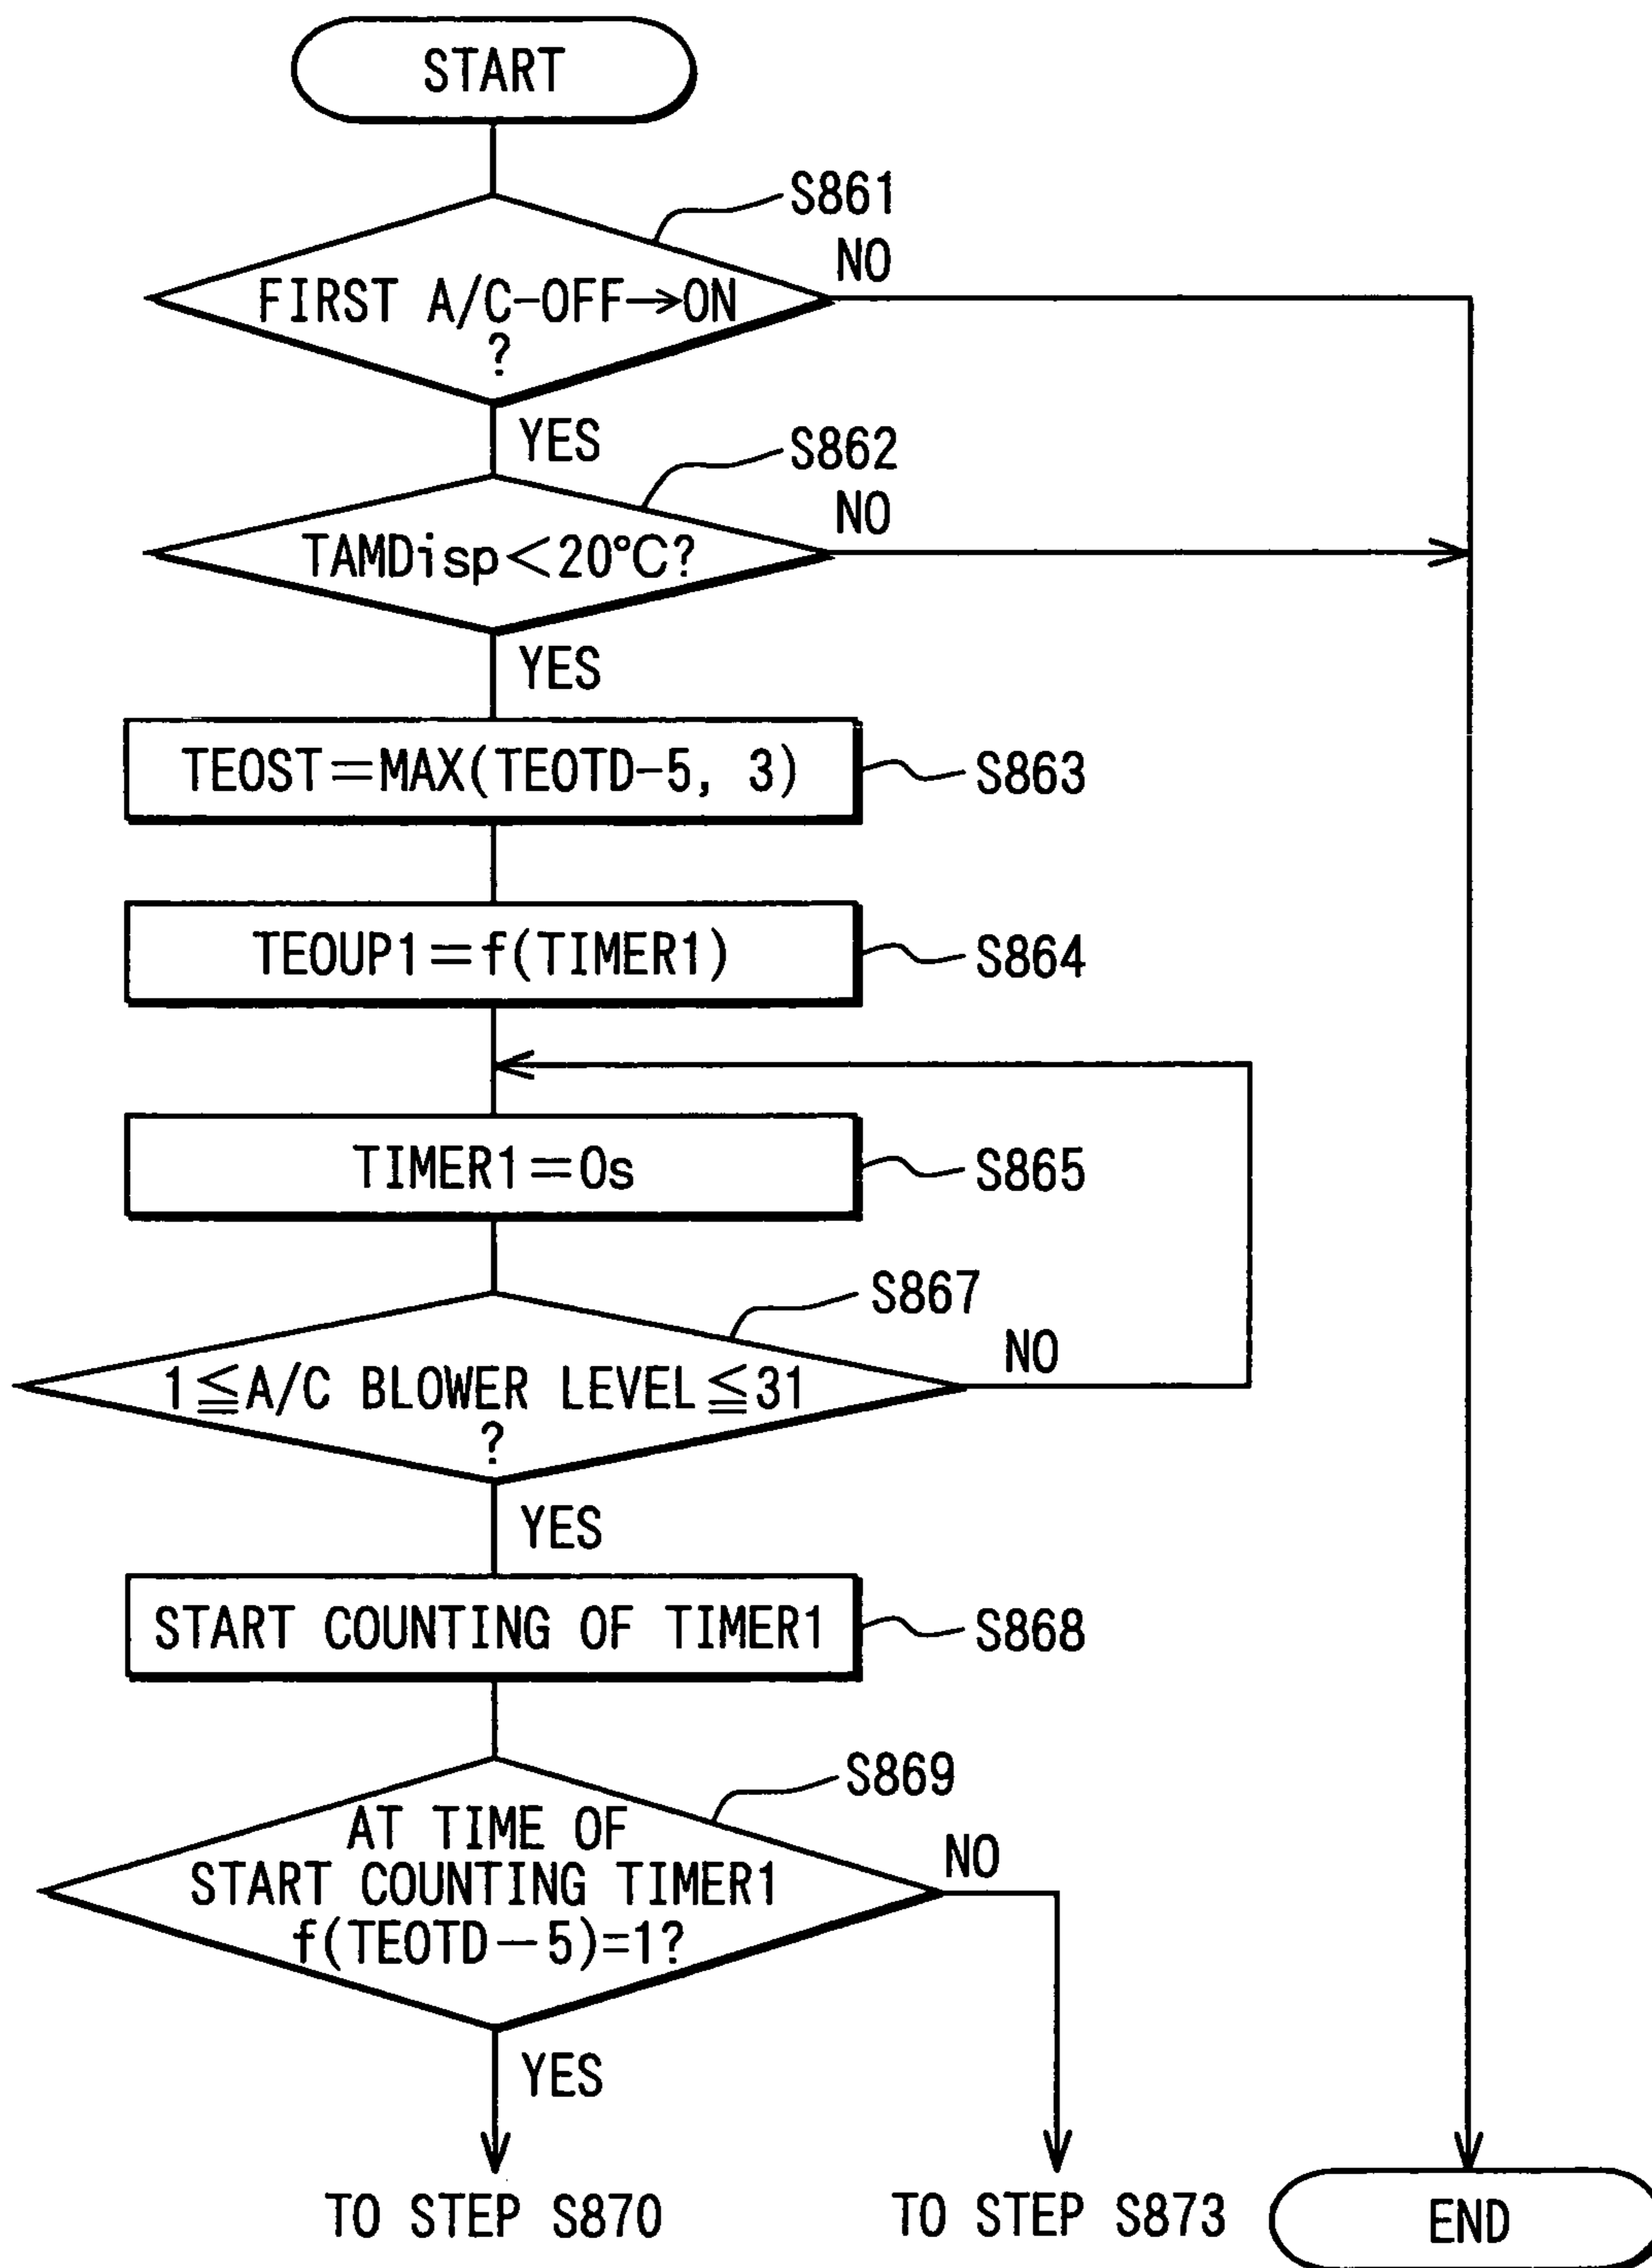 START
S861
FIRST A/C-OFF→ON
?
NO
YES
S862
TAMDisp<20°C?
NO
YES
TEOST=MAX(TEOTD-5, 3)
S863
TEOUP1=f(TIMER1)
S864
TIMER1=0s
S865
S867
1≦A/C BLOWER LEVEL≦31
?
NO
YES
START COUNTING OF TIMER1
S868
S869
AT TIME OF
START COUNTING TIMER1
f(TEOTD-5)=1?
NO
YES
TO STEP S870
TO STEP S873
END